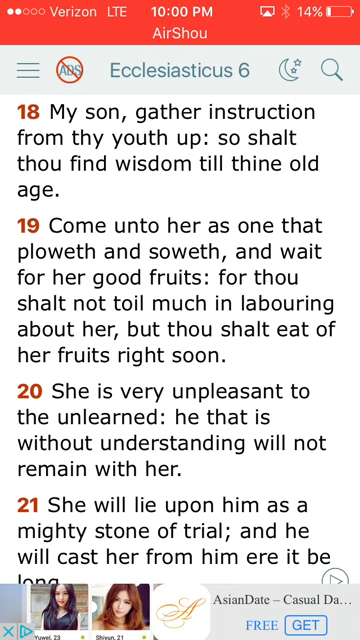 Verizon LTE 10:00 PM 14%
AirShou
ADS Ecclesiasticus 6
18 My son, gather instruction
from thy youth up: so shalt
thou find wisdom till thine old
age.
19 Come unto her as one that
ploweth and soweth, and wait
for her good fruits: for thou
shalt not toil much in labouring
about her, but thou shalt eat of
her fruits right soon.
20 She is very unpleasant to
the unlearned: he that is
without understanding will not
remain with her.
21 She will lie upon him as a
mighty stone of trial; and he
will cast her from him ere it be
long.
Yuwei, 23
Shiyun, 21
A
AsianDate – Casual Da...
FREE GET